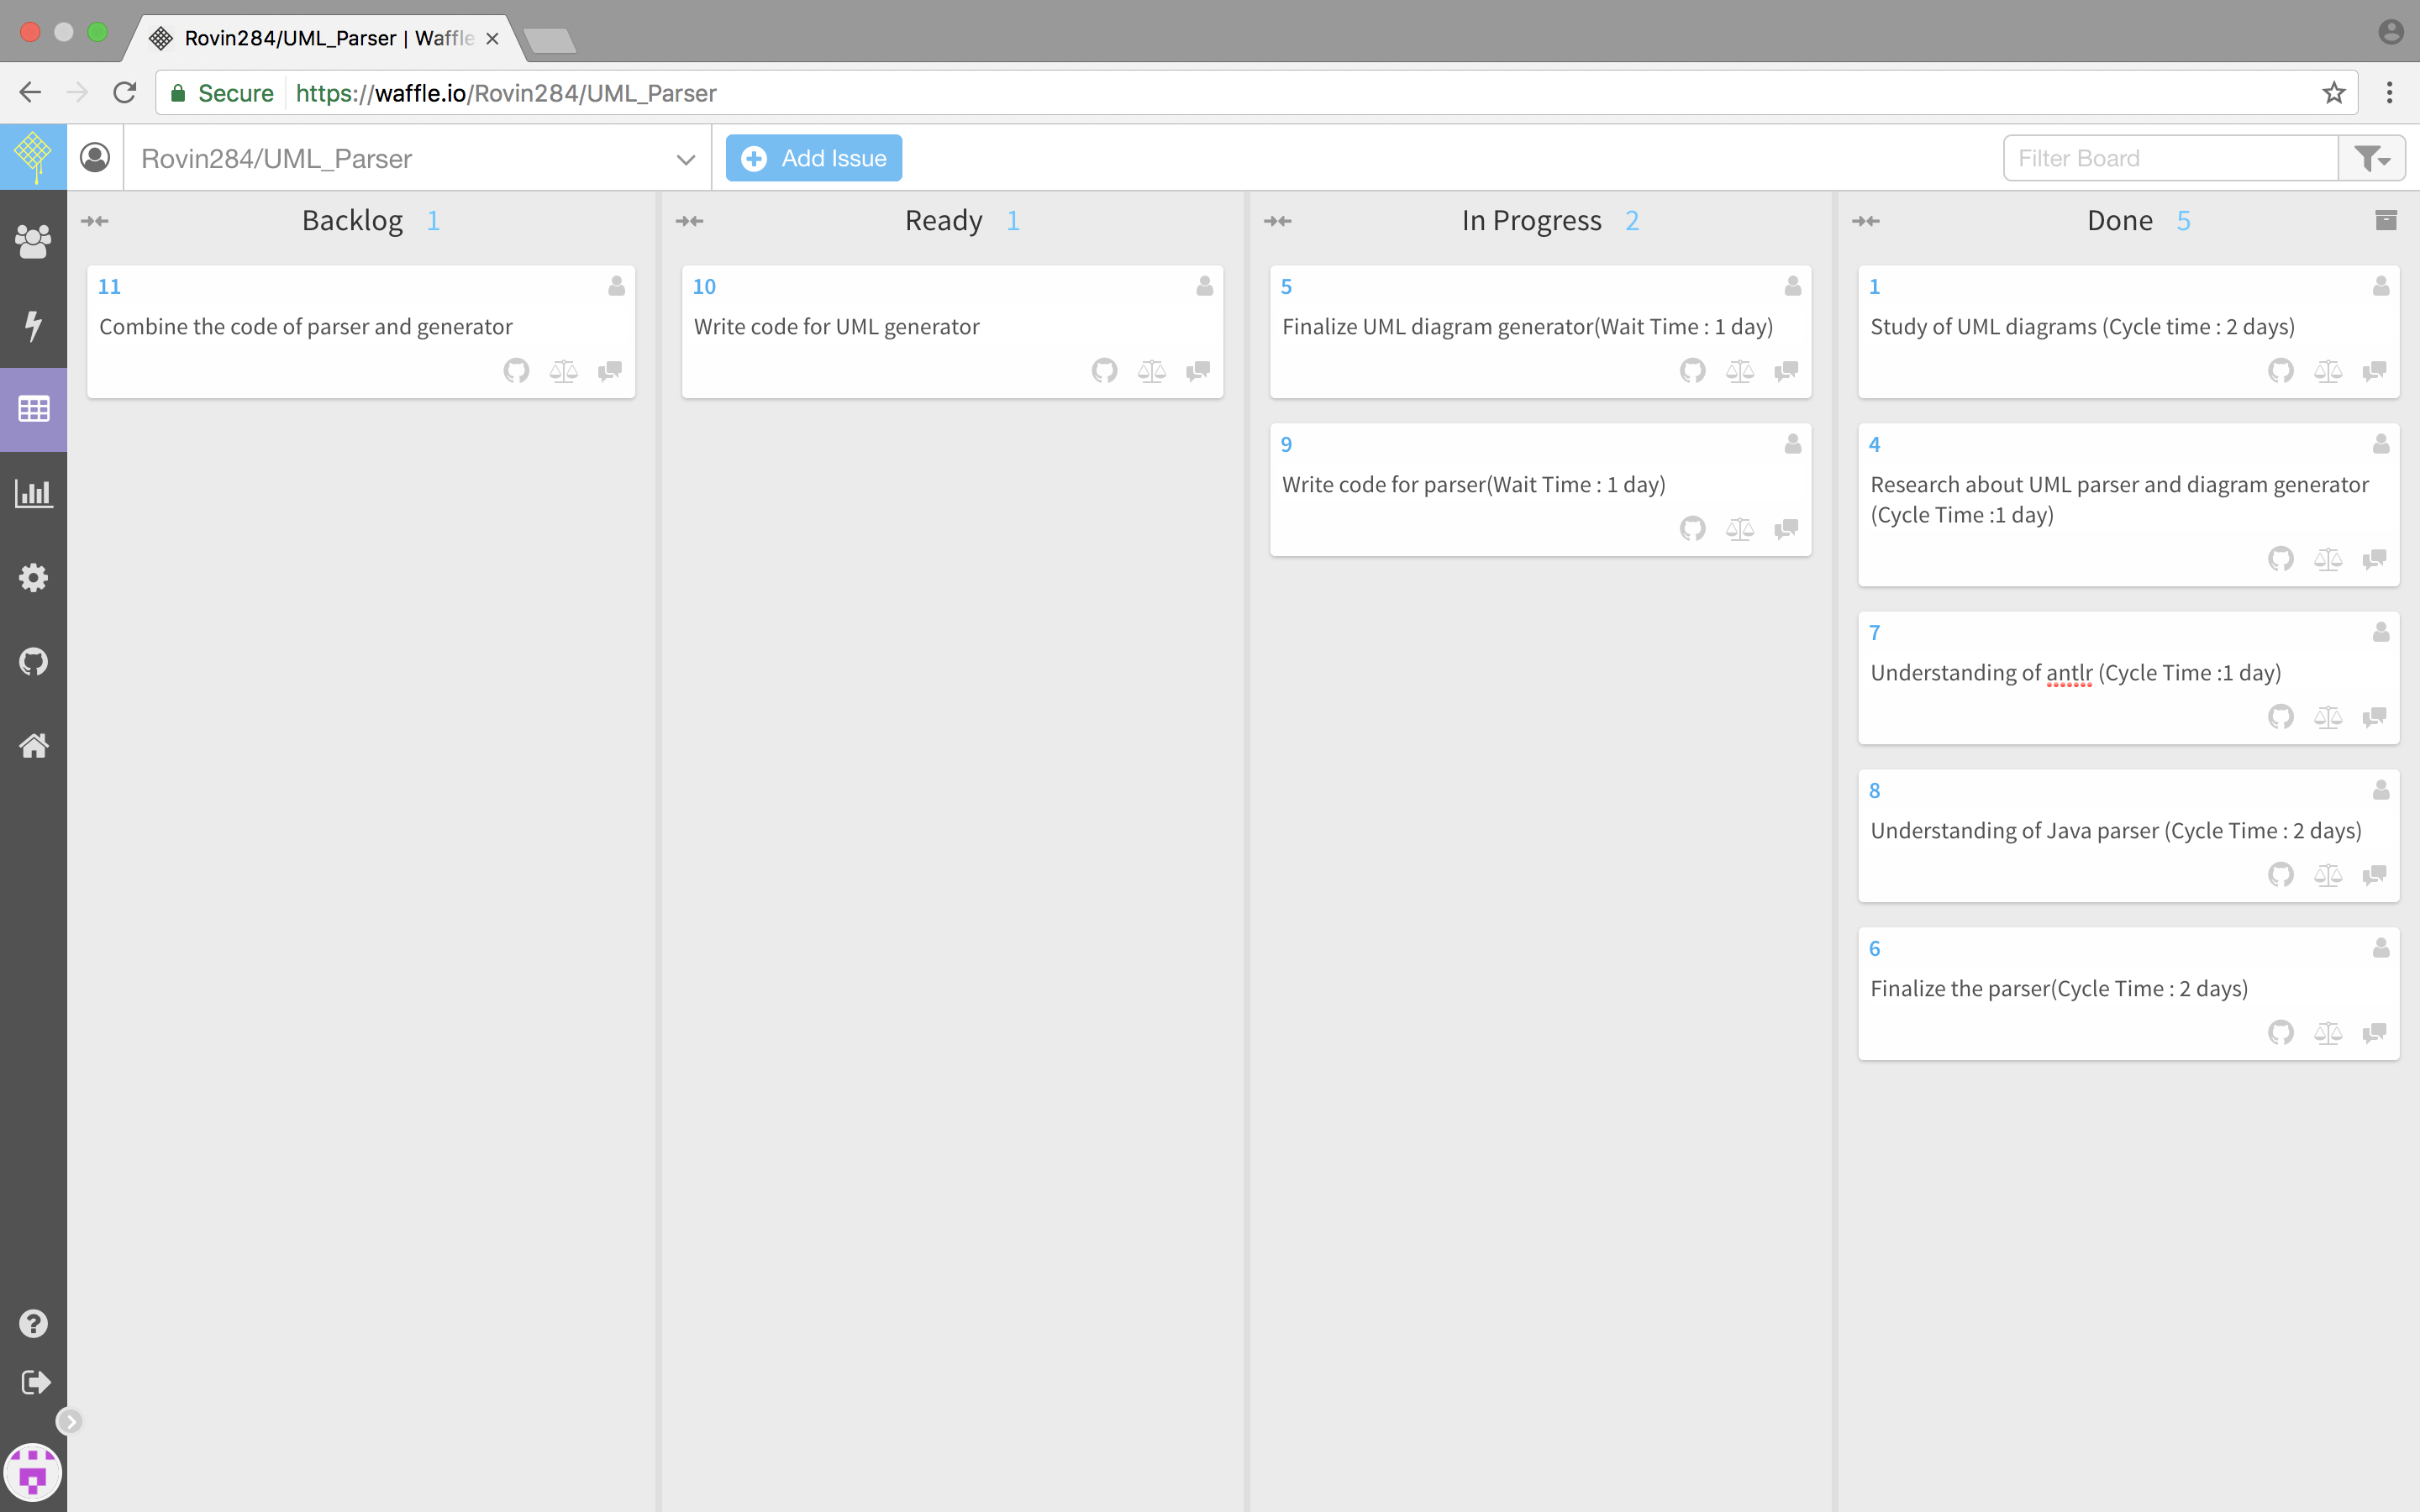 Rovin284/UML_Parser | Waffle
Secure https://waffle.io/Rovin284/UML_Parser
Rovin284/UML_Parser
Add Issue
Filter Board
Backlog 1
11
Combine the code of parser and generator
Ready 1
10
Write code for UML generator
In Progress 2
5
Finalize UML diagram generator(Wait Time : 1 day)
9
Write code for parser(Wait Time : 1 day)
Done 5
1
Study of UML diagrams (Cycle time : 2 days)
4
Research about UML parser and diagram generator
(Cycle Time :1 day)
7
Understanding of antlr (Cycle Time :1 day)
8
Understanding of Java parser (Cycle Time : 2 days)
6
Finalize the parser(Cycle Time : 2 days)